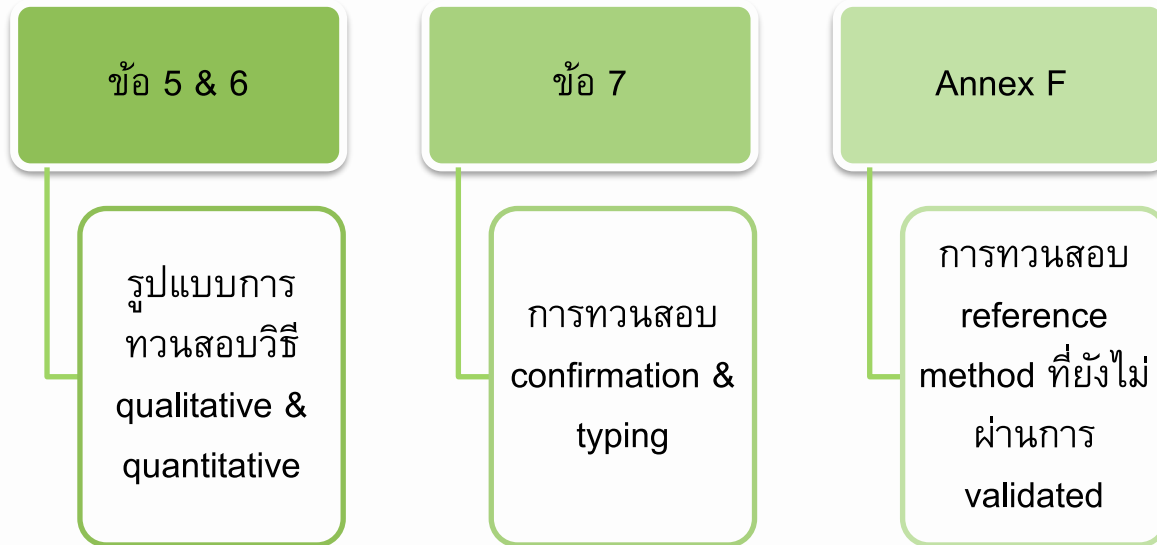 ข้อ 5 & 6
รูปแบบการ
ทวนสอบวิธี
qualitative &
quantitative
ข้อ 7
การทวนสอบ
confirmation &
typing
Annex F
การทวนสอบ
reference
method ที่ยังไม่
ผ่านการ
validated